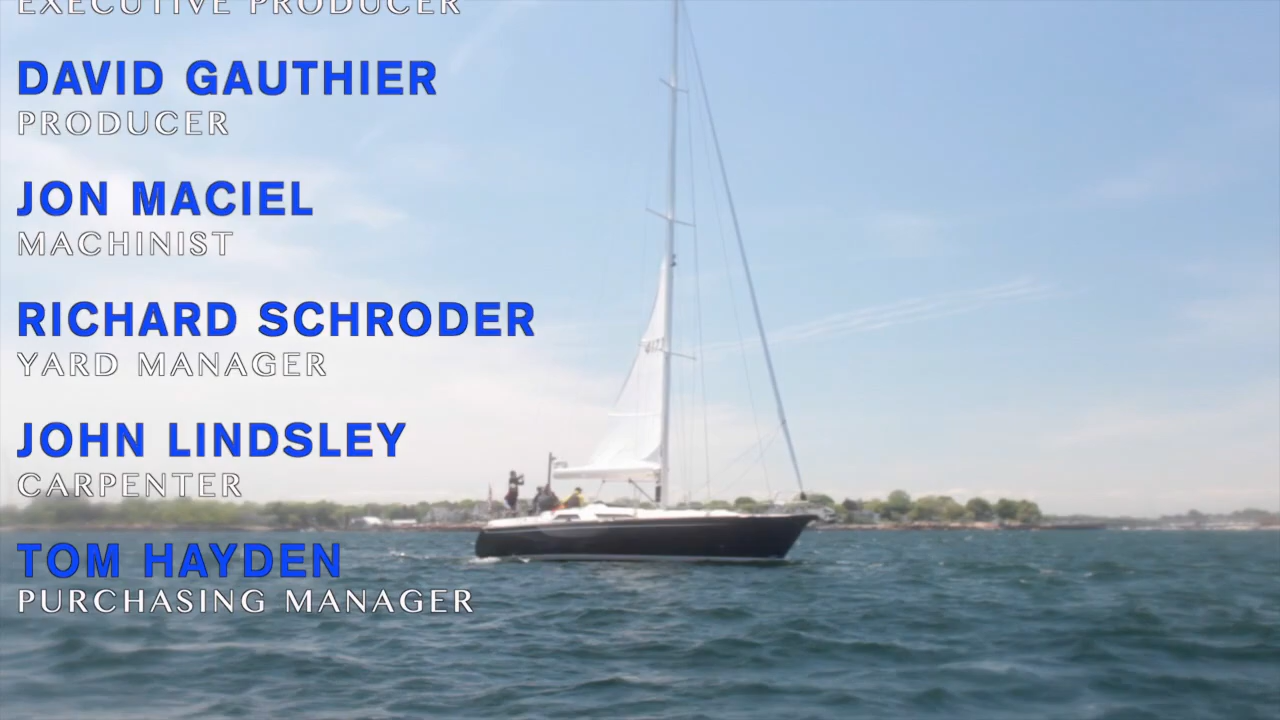 EXECUTIVE PRODUCER
DAVID GAUTHIER
PRODUCER
JON MACIEL
MACHINIST
RICHARD SCHRODER
YARD MANAGER
JOHN LINDSLEY
CARPENTER
TOM HAYDEN
PURCHASING MANAGER